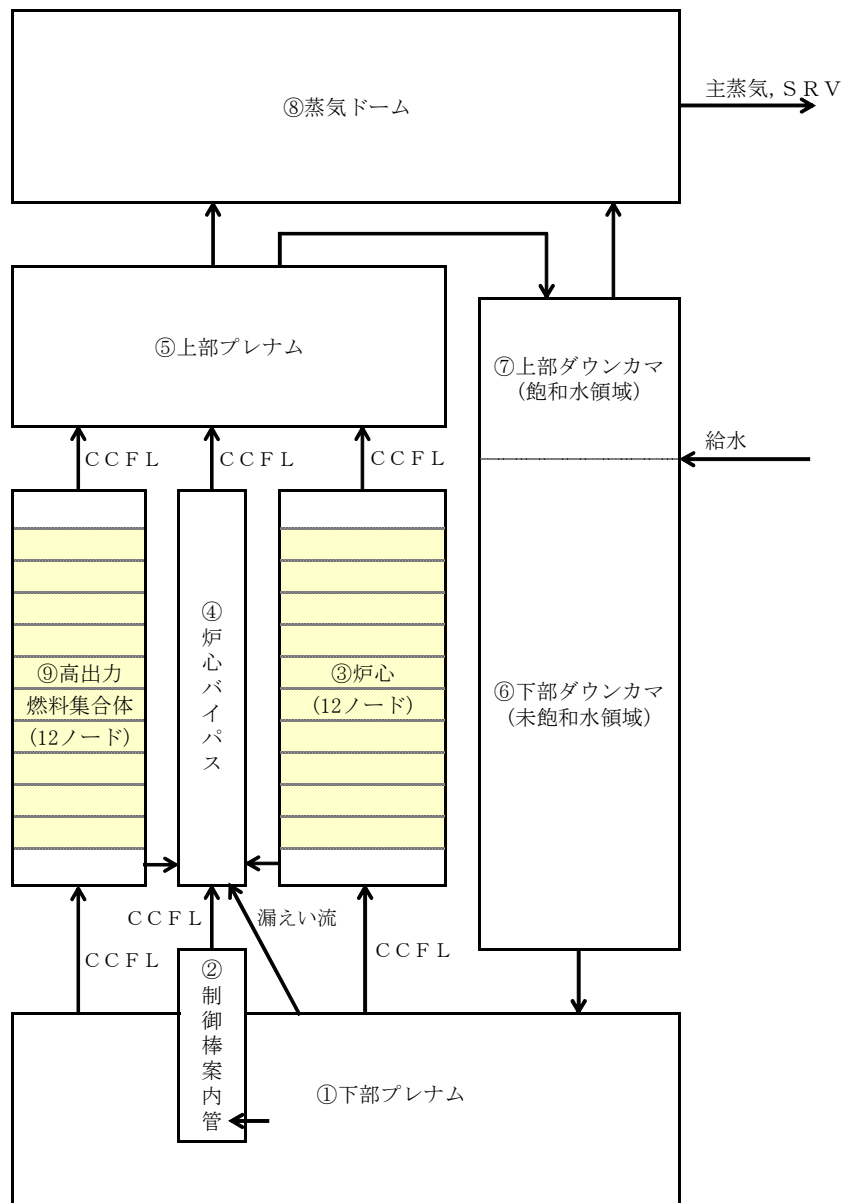 ⑧蒸気ドーム
主蒸気, ＳＲＶ
⑤上部プレナム
⑦上部ダウンカマ
(飽和水領域)
給水
ＣＣＦＬ
ＣＣＦＬ
ＣＣＦＬ
④炉心バイパス
⑨高出力
燃料集合体
(12ノード)
③炉心
(12ノード)
⑥下部ダウンカマ
(未飽和水領域)
ＣＣＦＬ
漏えい流
ＣＣＦＬ
ＣＣＦＬ
②制御棒案内管
①下部プレナム